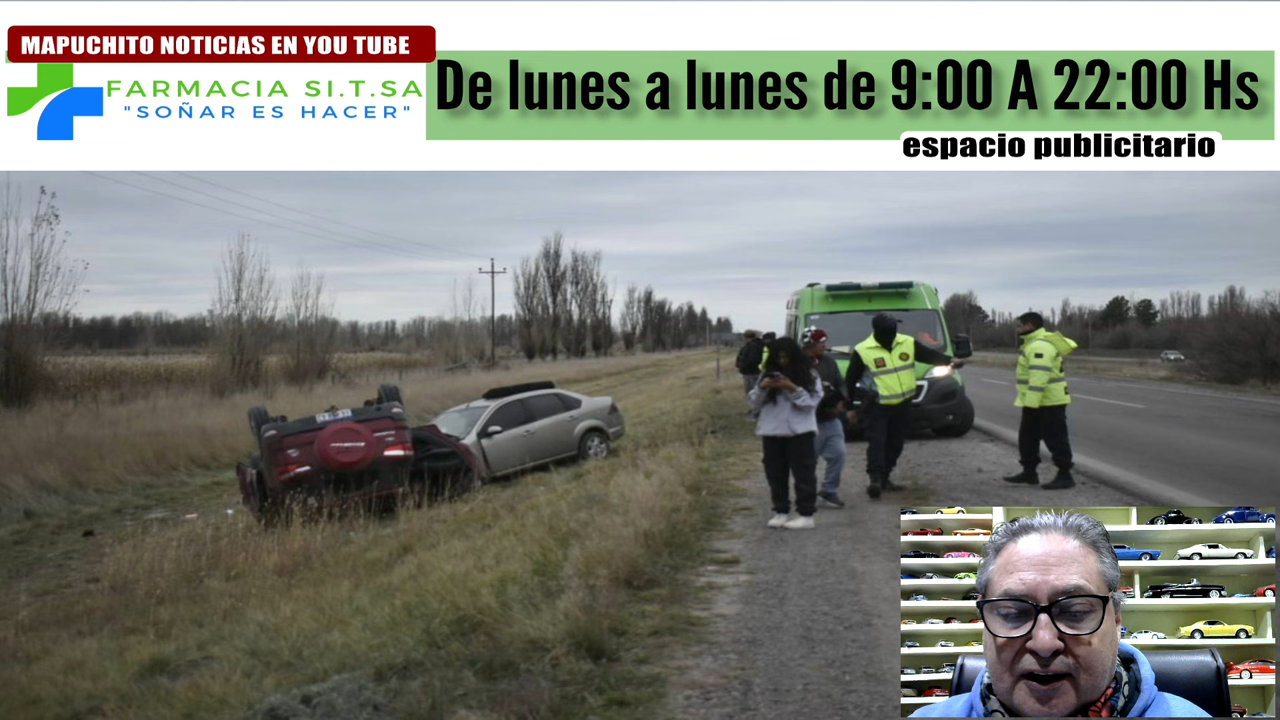 MAPUCHITO NOTICIAS EN YOU TUBE
FARMACIA SI.T.SA
"SOÑAR ES HACER"
De lunes a lunes de 9:00 A 22:00 Hs
espacio publicitario